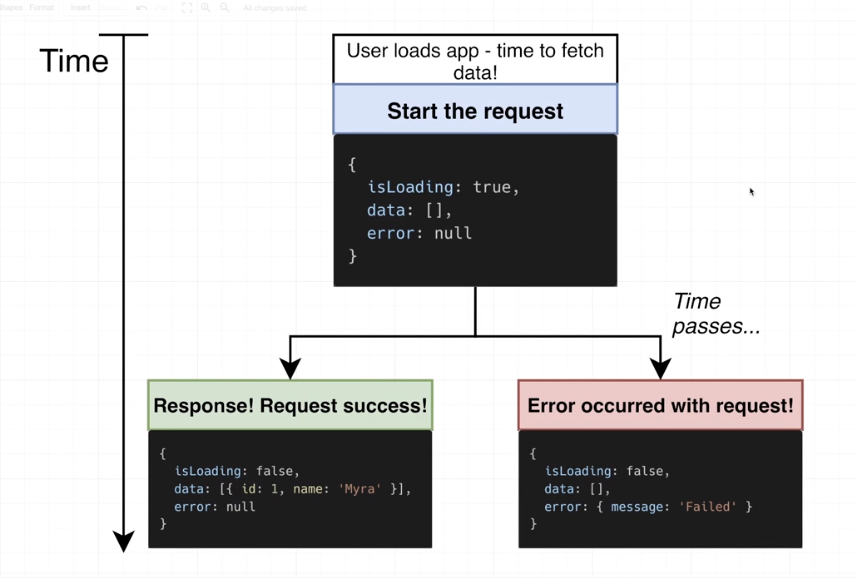 Shapes Format Insert All changes saved
Time
User loads app - time to fetch
data!
Start the request
{
isLoading: true,
data: [],
error: null
}
Time
passes...
Response! Request success!
{
isLoading: false,
data: [{ id: 1, name: 'Myra' }],
error: null
}
Error occurred with request!
{
isLoading: false,
data: [],
error: { message: 'Failed' }
}